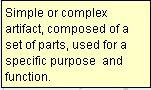 Simple or complex
artifact, composed of a
set of parts, used for a
specific purpose and
function.